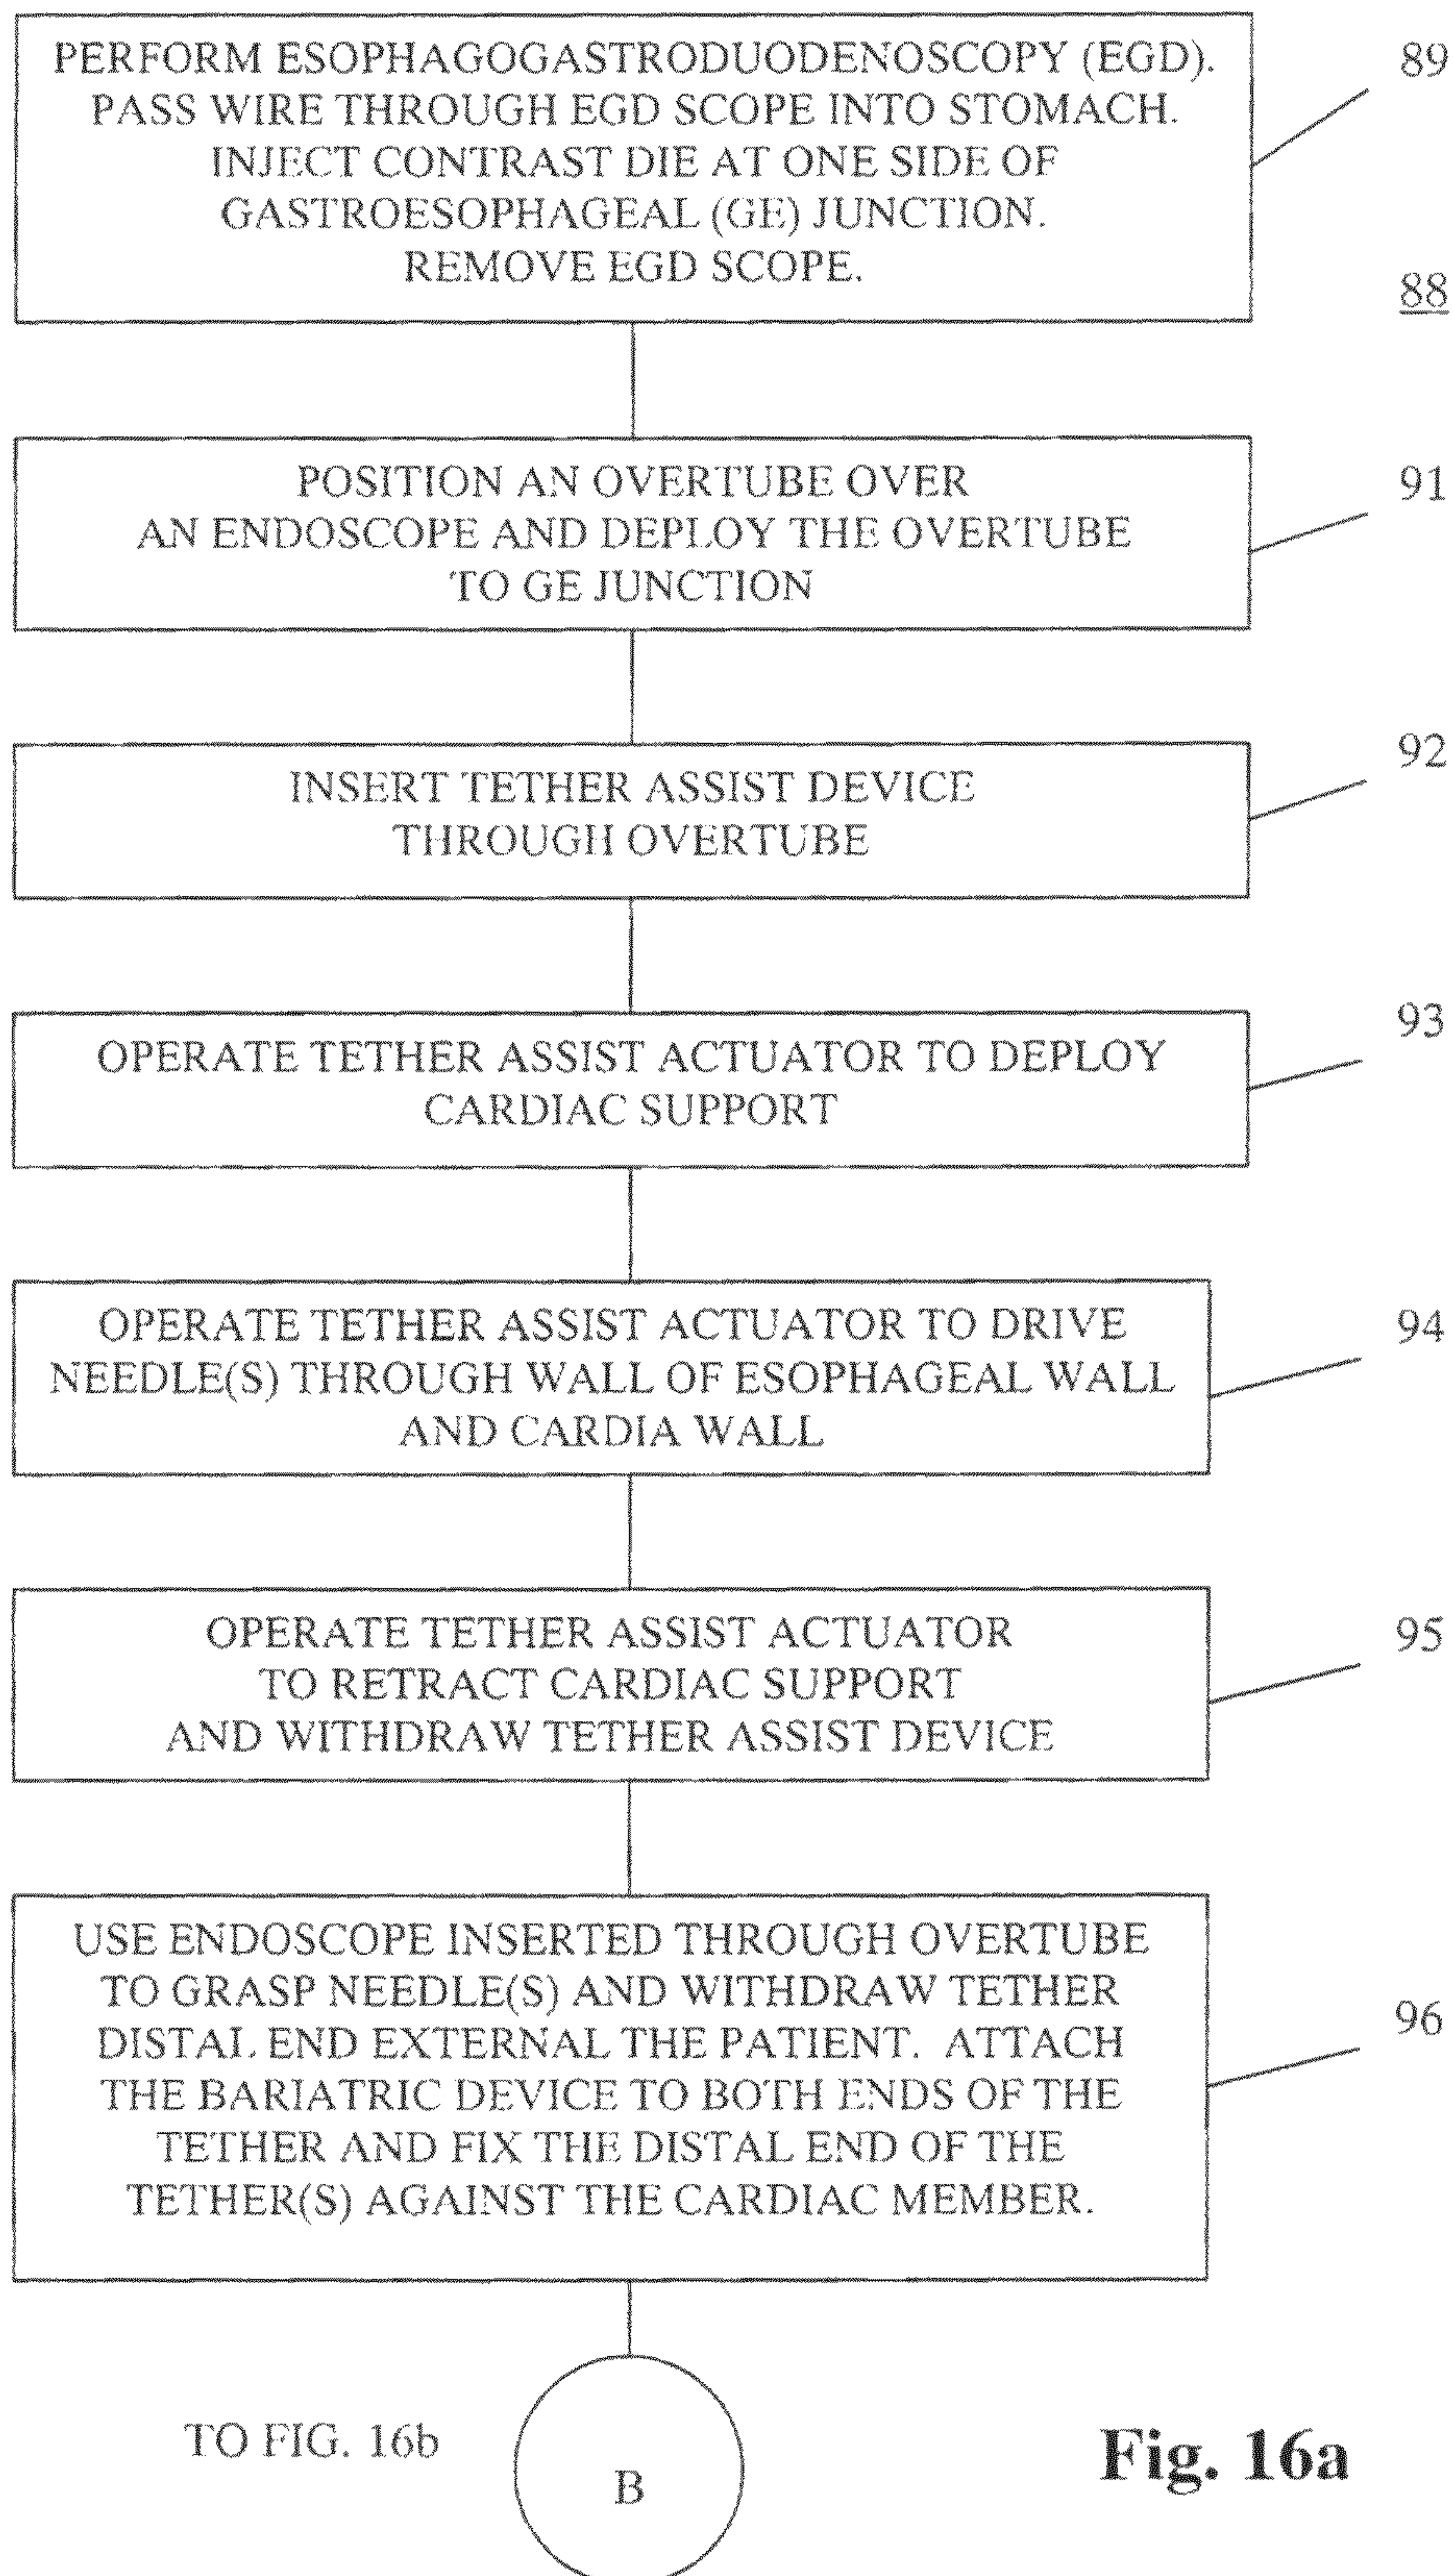 PERFORM ESOPHAGOGASTRODUODENOSCOPY (EGD).
PASS WIRE THROUGH EGD SCOPE INTO STOMACH.
INJECT CONTRAST DIE AT ONE SIDE OF
GASTROESOPHAGEAL (GE) JUNCTION.
REMOVE EGD SCOPE.
89
88
POSITION AN OVERTUBE OVER
AN ENDOSCOPE AND DEPLOY THE OVERTUBE
TO GE JUNCTION
91
INSERT TETHER ASSIST DEVICE
THROUGH OVERTUBE
92
OPERATE TETHER ASSIST ACTUATOR TO DEPLOY
CARDIAC SUPPORT
93
OPERATE TETHER ASSIST ACTUATOR TO DRIVE
NEEDLE(S) THROUGH WALL OF ESOPHAGEAL WALL
AND CARDIA WALL
94
OPERATE TETHER ASSIST ACTUATOR
TO RETRACT CARDIAC SUPPORT
AND WITHDRAW TETHER ASSIST DEVICE
95
USE ENDOSCOPE INSERTED THROUGH OVERTUBE
TO GRASP NEEDLE(S) AND WITHDRAW TETHER
DISTAL END EXTERNAL THE PATIENT. ATTACH
THE BARIATRIC DEVICE TO BOTH ENDS OF THE
TETHER AND FIX THE DISTAL END OF THE
TETHER(S) AGAINST THE CARDIAC MEMBER.
96
TO FIG. 16b
B
Fig. 16a